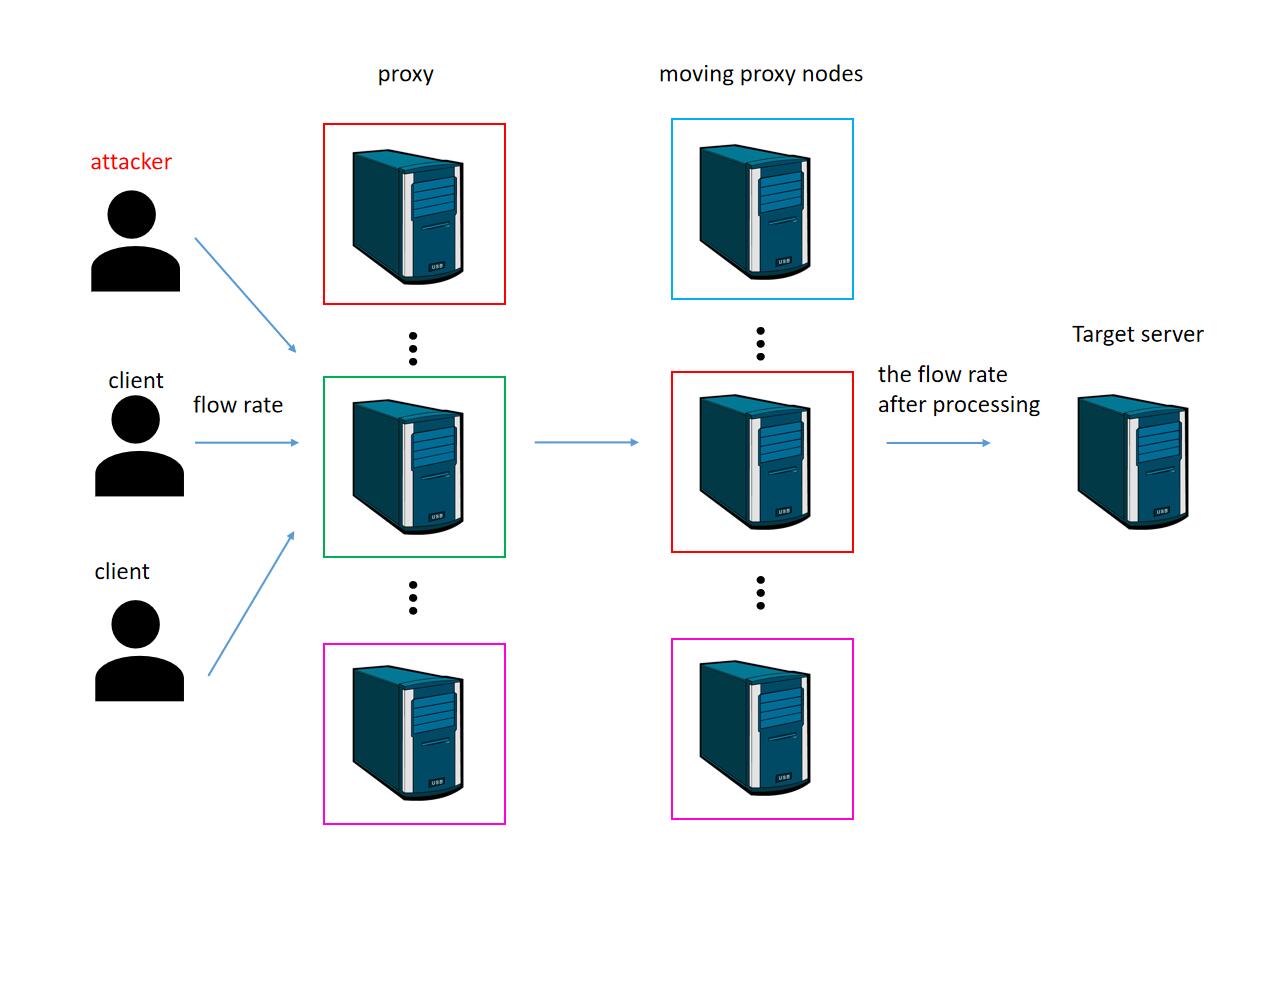 proxy
moving proxy nodes
attacker
USB
USB
Target server
client
flow rate
the flow rate
after processing
USB
USB
USB
client
USB
USB